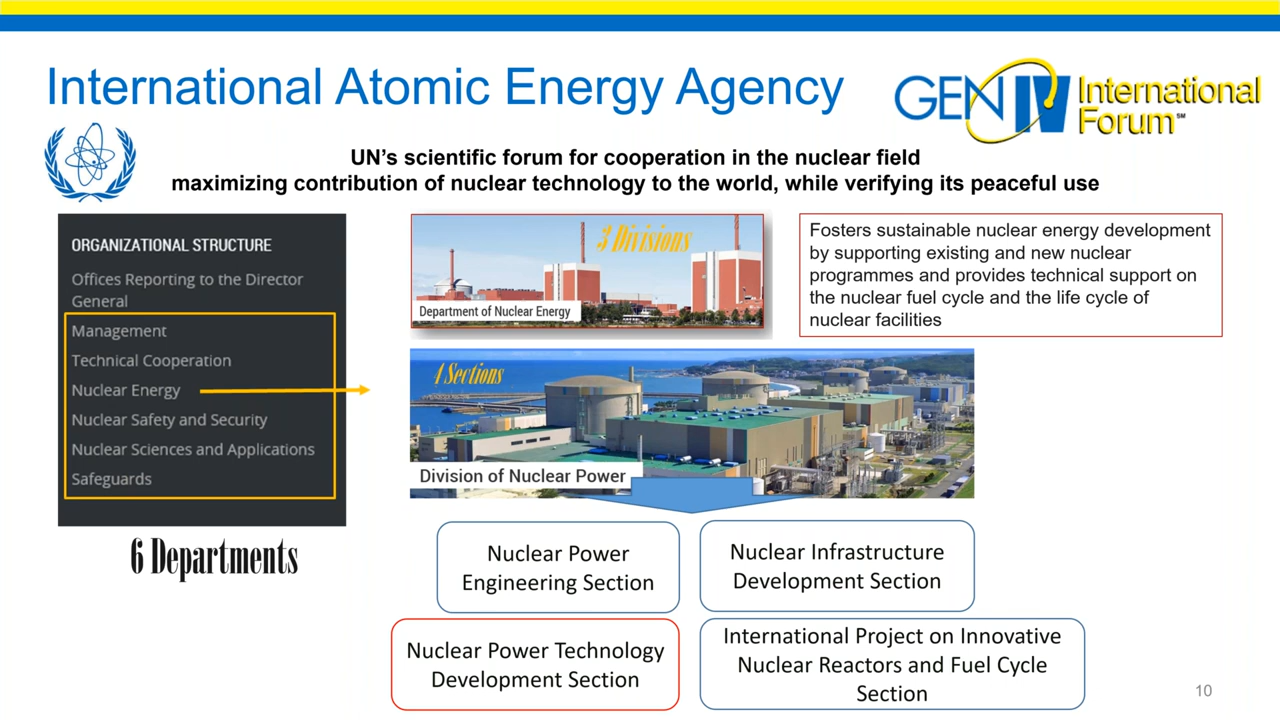 International Atomic Energy Agency
GEN IV International
Forum℠
UN's scientific forum for cooperation in the nuclear field
maximizing contribution of nuclear technology to the world, while verifying its peaceful use
ORGANIZATIONAL STRUCTURE
Offices Reporting to the Director
General
Management
Technical Cooperation
Nuclear Energy
Nuclear Safety and Security
Nuclear Sciences and Applications
Safeguards
6 Departments
3 Divisions
Department of Nuclear Energy
Fosters sustainable nuclear energy development
by supporting existing and new nuclear
programmes and provides technical support on
the nuclear fuel cycle and the life cycle of
nuclear facilities
4 Sections
Division of Nuclear Power
Nuclear Power
Engineering Section
Nuclear Infrastructure
Development Section
Nuclear Power Technology
Development Section
International Project on Innovative
Nuclear Reactors and Fuel Cycle
Section
10